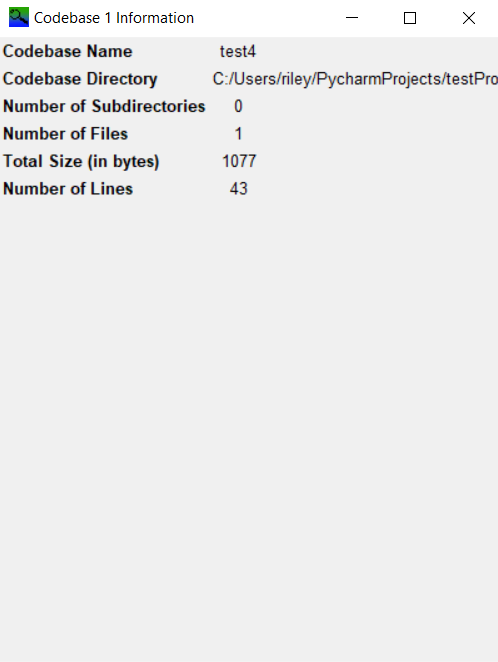 Codebase 1 Information
Codebase Name test4
Codebase Directory C:/Users/riley/PycharmProjects/testPro
Number of Subdirectories 0
Number of Files 1
Total Size (in bytes) 1077
Number of Lines 43